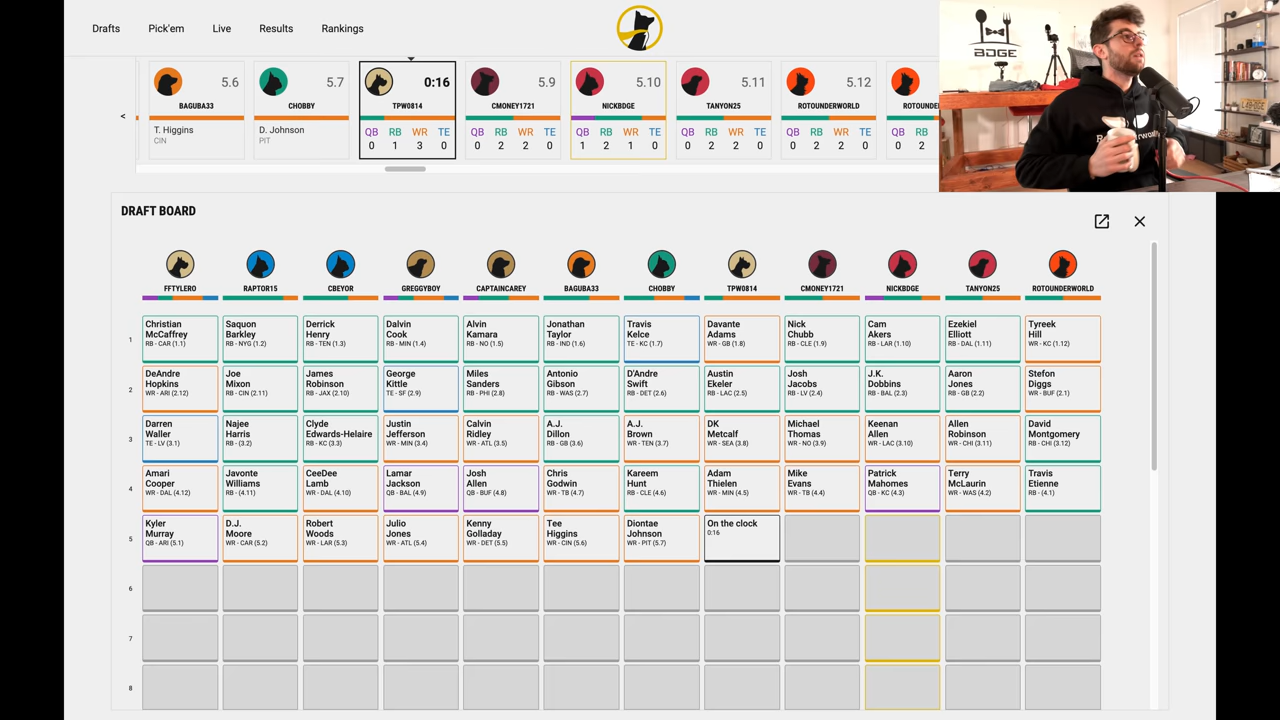 Drafts Pick'em Live Results Rankings
BDGE
5.6 5.7 0:16 5.9 5.10 5.11 5.12
BAGUBA33 CHOBBY TPW0814 CMONEY1721 NICKBDGE TANYON25 ROTOUNDERWORLD ROTOUNDERW
T. Higgins D. Johnson QB RB WR TE QB RB WR TE QB RB WR TE QB RB WR TE QB RB WR TE QB RB
CIN PIT 0 1 3 0 0 2 2 0 1 2 1 0 0 2 2 0 0 2 2 0 0 2
<
DRAFT BOARD
FFTYLERO RAPTOR15 CBEYOR GREGGYBOY CAPTAINCAREY BAGUBA33 CHOBBY TPW0814 CMONEY1721 NICKBDGE TANYON25 ROTOUNDERWORLD
Christian Saquon Derrick Dalvin Alvin Jonathan Travis Davante Nick Cam Ezekiel Tyreek
1 McCaffrey Barkley Henry Cook Kamara Taylor Kelce Adams Chubb Akers Elliott Hill
RB - CAR (1.1) RB - NYG (1.2) RB - TEN (1.3) RB - MIN (1.4) RB - NO (1.5) RB - IND (1.6) TE - KC (1.7) WR - GB (1.8) RB - CLE (1.9) RB - LAR (1.10) RB - DAL (1.11) WR - KC (1.12)
DeAndre Joe James George Miles Antonio D'Andre Austin Josh J.K. Aaron Stefon
2 Hopkins Mixon Robinson Kittle Sanders Gibson Swift Ekeler Jacobs Dobbins Jones Diggs
WR - ARI (2.12) RB - CIN (2.11) RB - JAX (2.10) TE - SF (2.9) RB - PHI (2.8) RB - WAS (2.7) RB - DET (2.6) RB - LAC (2.5) RB - LV (2.4) RB - BAL (2.3) RB - GB (2.2) WR - BUF (2.1)
Darren Najee Clyde Justin Calvin A.J. A.J. DK Michael Keenan Allen David
3 Waller Harris Edwards-Helaire Jefferson Ridley Dillon Brown Metcalf Thomas Allen Robinson Montgomery
TE - LV (3.1) RB - (3.2) RB - KC (3.3) WR - MIN (3.4) WR - ATL (3.5) RB - GB (3.6) WR - TEN (3.7) WR - SEA (3.8) WR - NO (3.9) WR - LAC (3.10) WR - CHI (3.11) RB - CHI (3.12)
Amari Javonte CeeDee Lamar Josh Chris Kareem Adam Mike Patrick Terry Travis
4 Cooper Williams Lamb Jackson Allen Godwin Hunt Thielen Evans Mahomes McLaurin Etienne
WR - DAL (4.12) RB - (4.11) WR - DAL (4.10) QB - BAL (4.9) QB - BUF (4.8) WR - TB (4.7) RB - CLE (4.6) WR - MIN (4.5) WR - TB (4.4) QB - KC (4.3) WR - WAS (4.2) RB - (4.1)
Kyler D.J. Robert Julio Kenny Tee Diontae On the clock
5 Murray Moore Woods Jones Golladay Higgins Johnson 0:16
QB - ARI (5.1) WR - CAR (5.2) WR - LAR (5.3) WR - ATL (5.4) WR - DET (5.5) WR - CIN (5.6) WR - PIT (5.7)
6
7
8